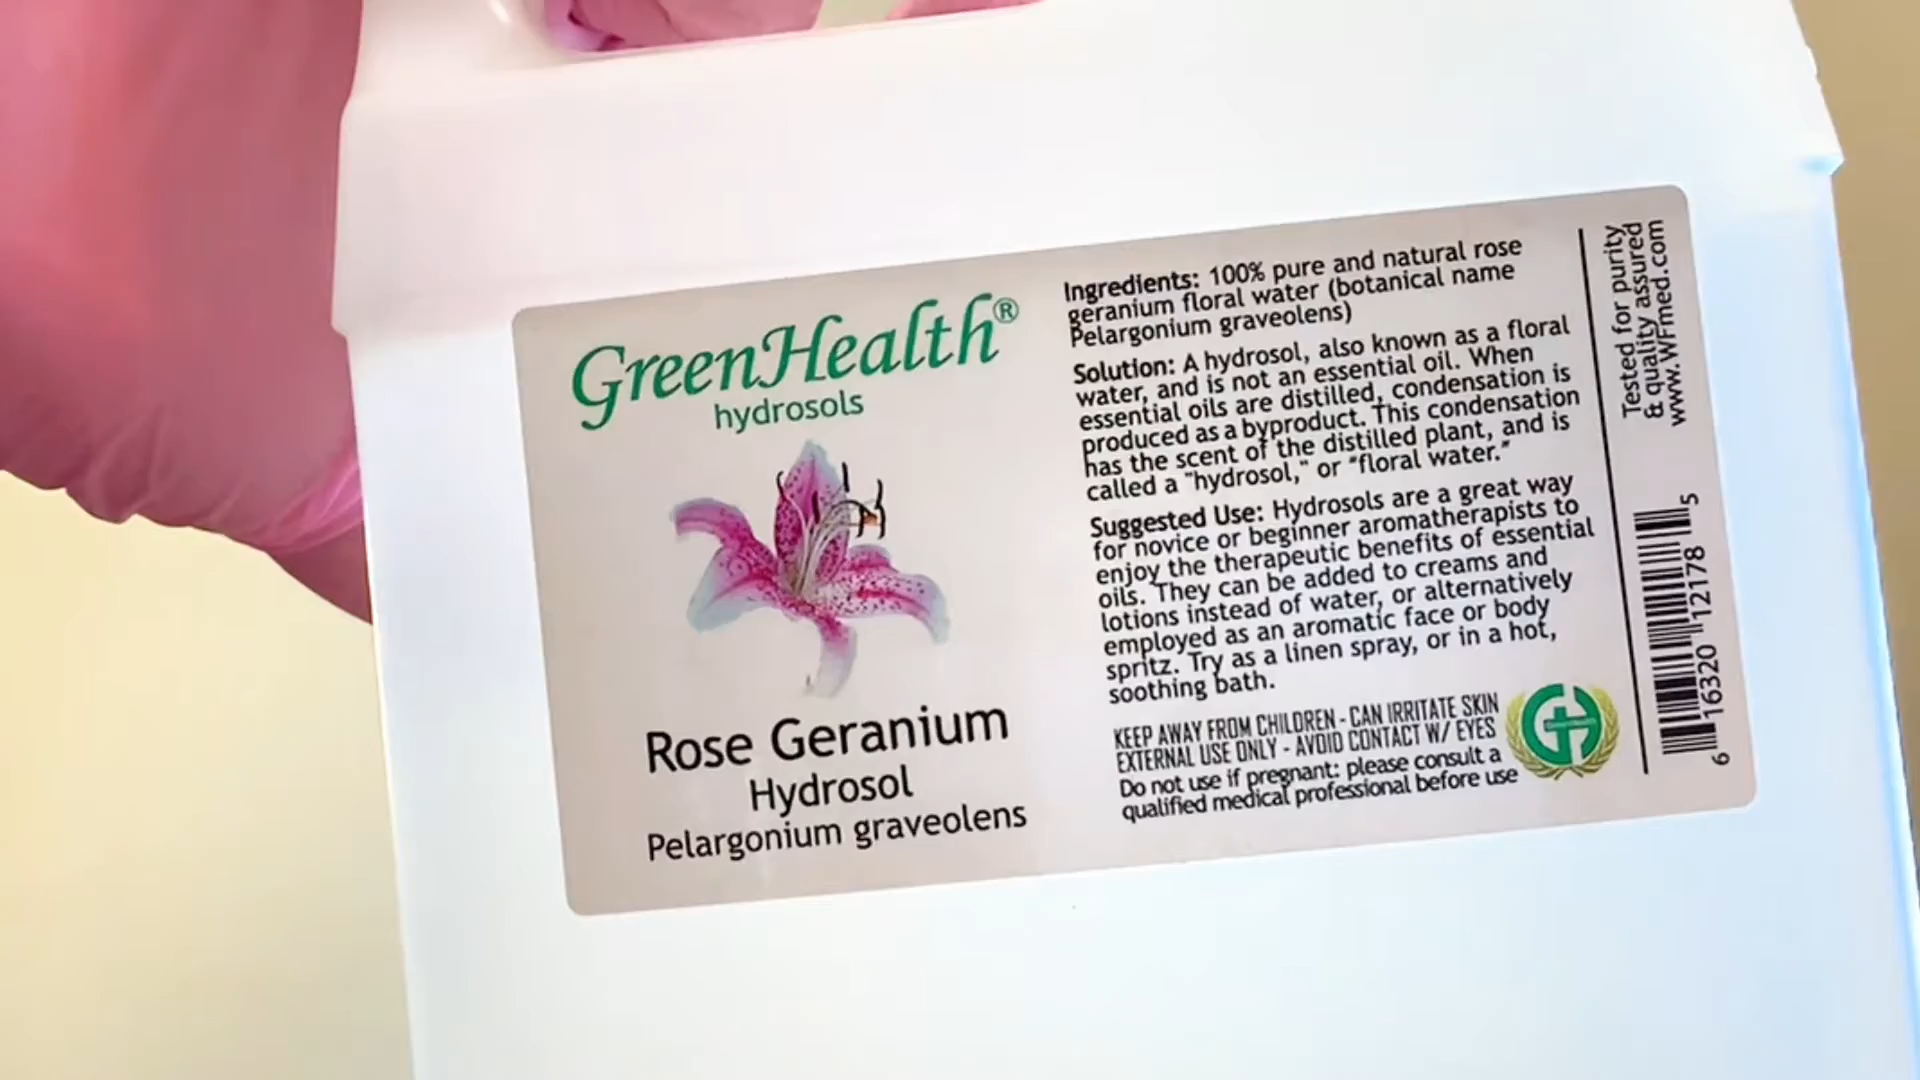 GreenHealth®
hydrosols
Rose Geranium
Hydrosol
Pelargonium graveolens
Ingredients: 100% pure and natural rose
geranium floral water (botanical name
Pelargonium graveolens)
Solution: A hydrosol, also known as a floral
water, and is not an essential oil. When
essential oils are distilled, condensation is
produced as a byproduct. This condensation
has the scent of the distilled plant, and is
called a "hydrosol," or "floral water."
Suggested Use: Hydrosols are a great way
for novice or beginner aromatherapists to
enjoy the therapeutic benefits of essential
oils. They can be added to creams and
lotions instead of water, or alternatively
employed as an aromatic face or body
spritz. Try as a linen spray, or in a hot,
soothing bath.
KEEP AWAY FROM CHILDREN - CAN IRRITATE SKIN
EXTERNAL USE ONLY - AVOID CONTACT W/ EYES
Do not use if pregnant: please consult a
qualified medical professional before use
GH
Tested for purity
& quality assured
www.WFmed.com
6 16320 12178 5